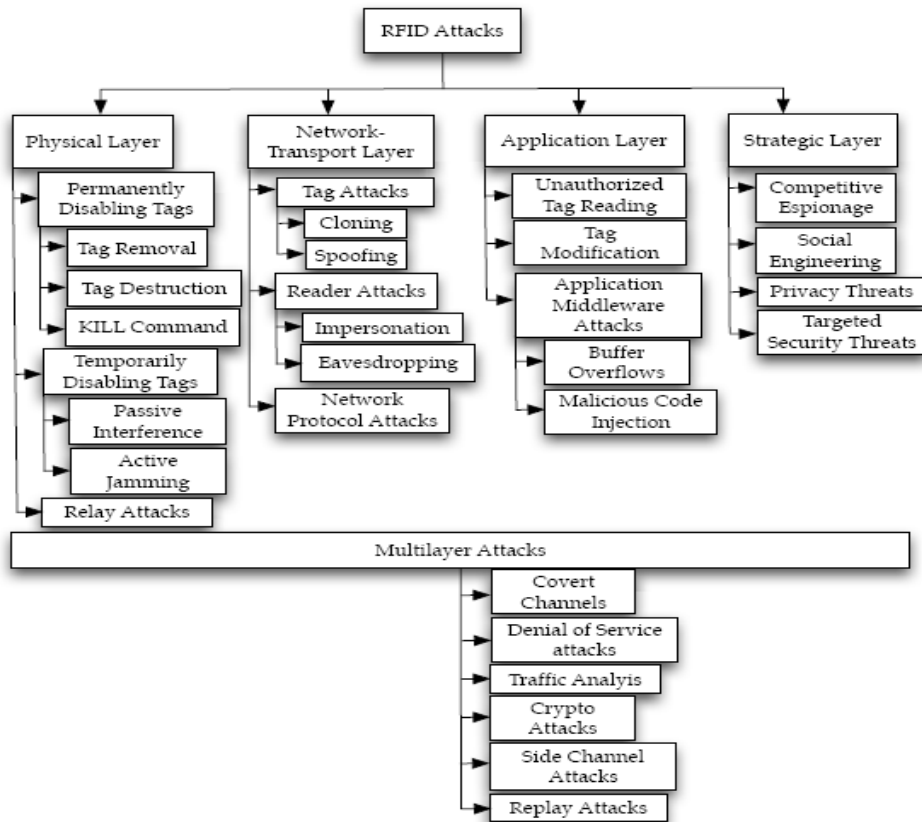 RFID Attacks
Physical Layer
Permanently
Disabling Tags
Tag Removal
Tag Destruction
KILL Command
Temporarily
Disabling Tags
Passive
Interference
Active
Jamming
Relay Attacks
Network-
Transport Layer
Tag Attacks
Cloning
Spoofing
Reader Attacks
Impersonation
Eavesdropping
Network
Protocol Attacks
Application Layer
Unauthorized
Tag Reading
Tag
Modification
Application
Middleware
Attacks
Buffer
Overflows
Malicious Code
Injection
Strategic Layer
Competitive
Espionage
Social
Engineering
Privacy Threats
Targeted
Security Threats
Multilayer Attacks
Covert
Channels
Denial of Service
attacks
Traffic Analyis
Crypto
Attacks
Side Channel
Attacks
Replay Attacks